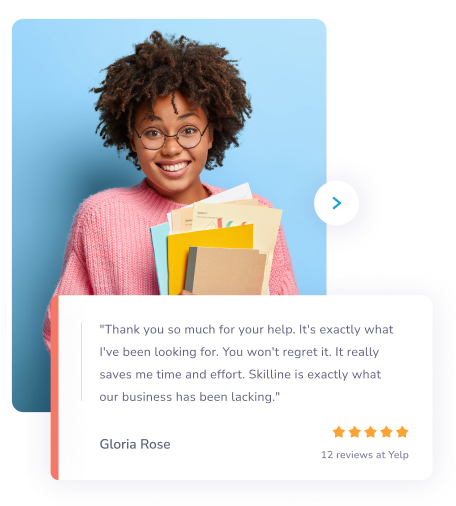 "Thank you so much for your help. It's exactly what
I've been looking for. You won't regret it. It really
saves me time and effort. Skilline is exactly what
our business has been lacking."
Gloria Rose
12 reviews at Yelp